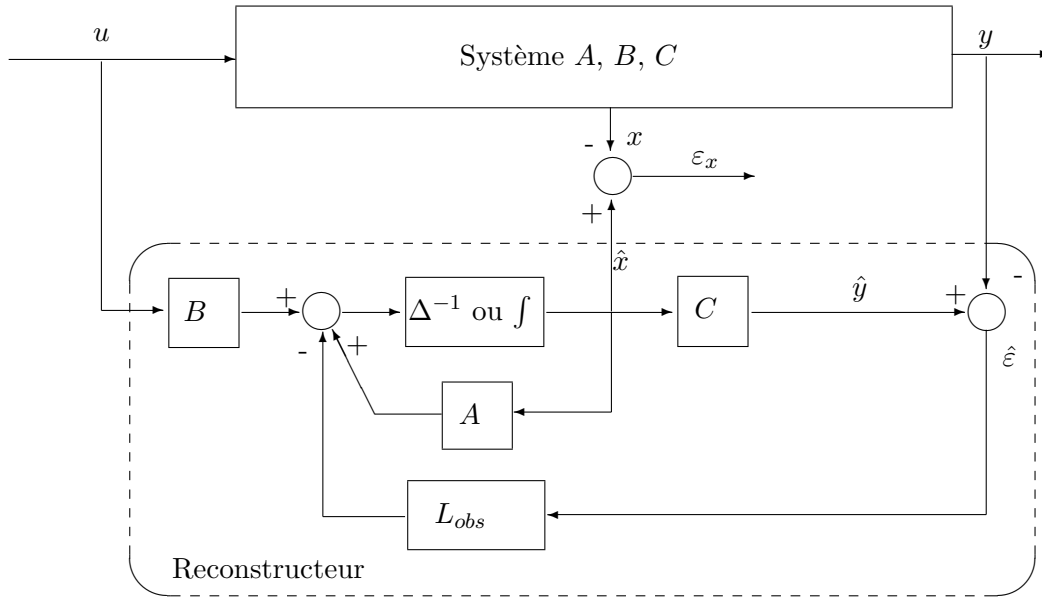 u
Système A, B, C
y
-
x
ε_x
+
x̂
-
B
+
Δ⁻¹ ou ∫
C
ŷ
+
-
+
ε̂
A
L_obs
Reconstructeur